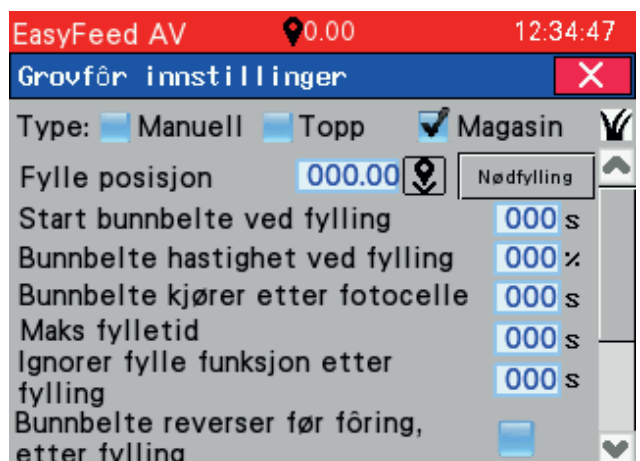 EasyFeed AV 0.00 12:34:47
Grovfôr innstillinger
Type: Manuell Topp Magasin
Fylle posisjon 000.00 Nødfylling
Start bunnbelte ved fylling 000 s
Bunnbelte hastighet ved fylling 000 %
Bunnbelte kjører etter fotocelle 000 s
Maks fylletid 000 s
Ignorer fylle funksjon etter
fylling 000 s
Bunnbelte reverser før fôring,
etter fylling